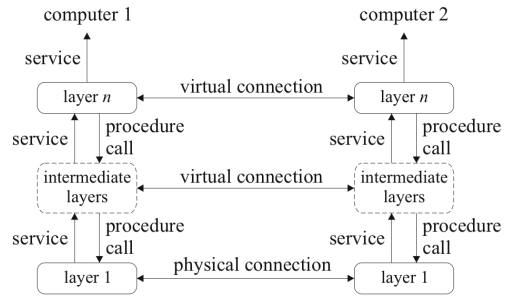 computer 1 computer 2
service service
layer n virtual connection layer n
service procedure call service procedure call
intermediate layers virtual connection intermediate layers
service procedure call service procedure call
layer 1 physical connection layer 1